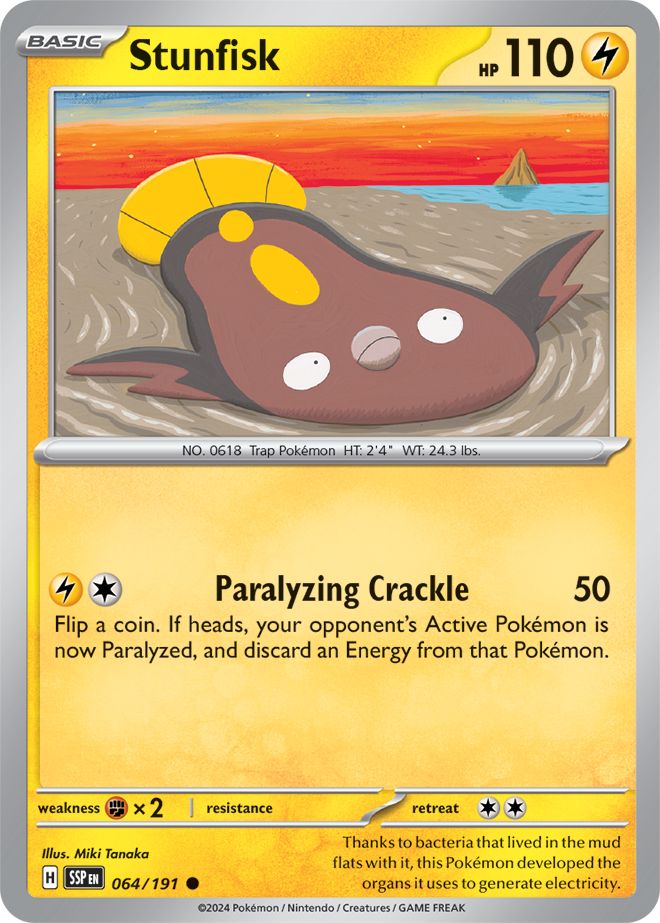 BASIC
Stunfisk
HP 110
NO. 0618 Trap Pokémon HT: 2'4" WT: 24.3 lbs.
Paralyzing Crackle 50
Flip a coin. If heads, your opponent's Active Pokémon is
now Paralyzed, and discard an Energy from that Pokémon.
weakness ×2 resistance retreat
Illus. Miki Tanaka
H SSP EN 064/191
Thanks to bacteria that lived in the mud
flats with it, this Pokémon developed the
organs it uses to generate electricity.
©2024 Pokémon / Nintendo / Creatures / GAME FREAK